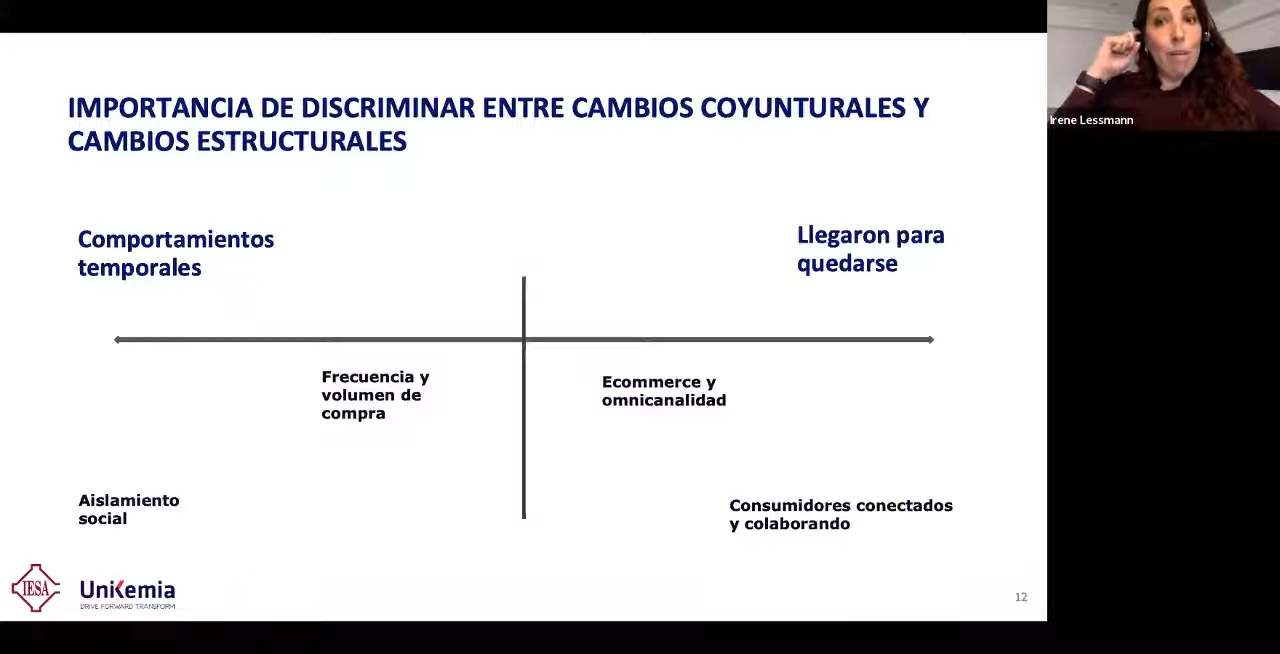 IMPORTANCIA DE DISCRIMINAR ENTRE CAMBIOS COYUNTURALES Y
CAMBIOS ESTRUCTURALES
Irene Lessmann
Comportamientos
temporales
Llegaron para
quedarse
Frecuencia y
volumen de
compra
Ecommerce y
omnicanalidad
Aislamiento
social
Consumidores conectados
y colaborando
IESA
UniKemia
DRIVE FORWARD TRANSFORM
12